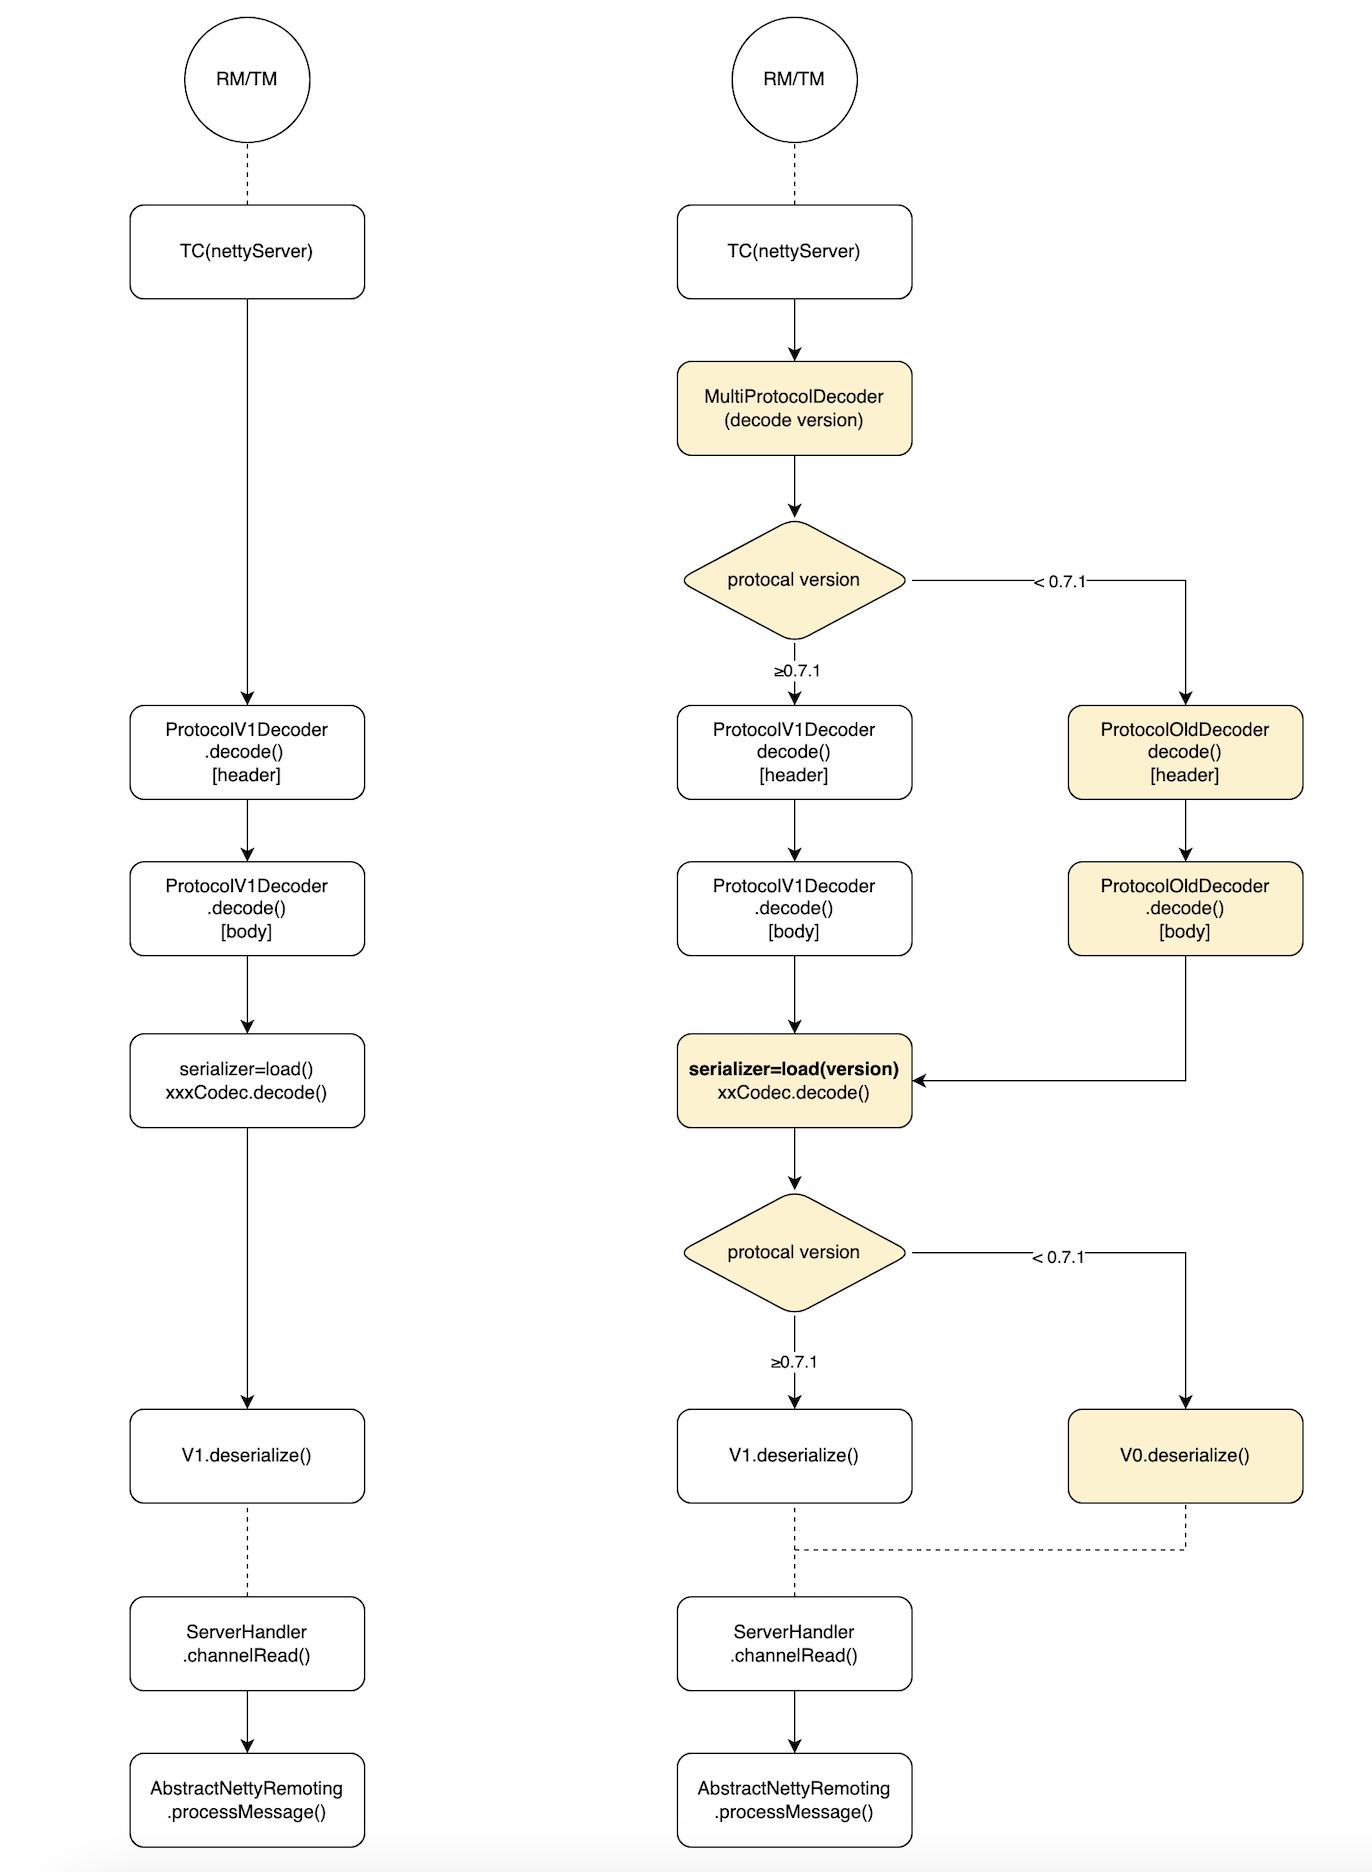 RM/TM
TC(nettyServer)
ProtocolV1Decoder
.decode()
[header]
ProtocolV1Decoder
.decode()
[body]
serializer=load()
xxxCodec.decode()
V1.deserialize()
ServerHandler
.channelRead()
AbstractNettyRemoting
.processMessage()
RM/TM
TC(nettyServer)
MultiProtocolDecoder
(decode version)
protocal version
< 0.7.1
≥0.7.1
ProtocolV1Decoder
decode()
[header]
ProtocolOldDecoder
decode()
[header]
ProtocolV1Decoder
.decode()
[body]
ProtocolOldDecoder
.decode()
[body]
serializer=load(version)
xxCodec.decode()
protocal version
< 0.7.1
≥0.7.1
V1.deserialize()
V0.deserialize()
ServerHandler
.channelRead()
AbstractNettyRemoting
.processMessage()